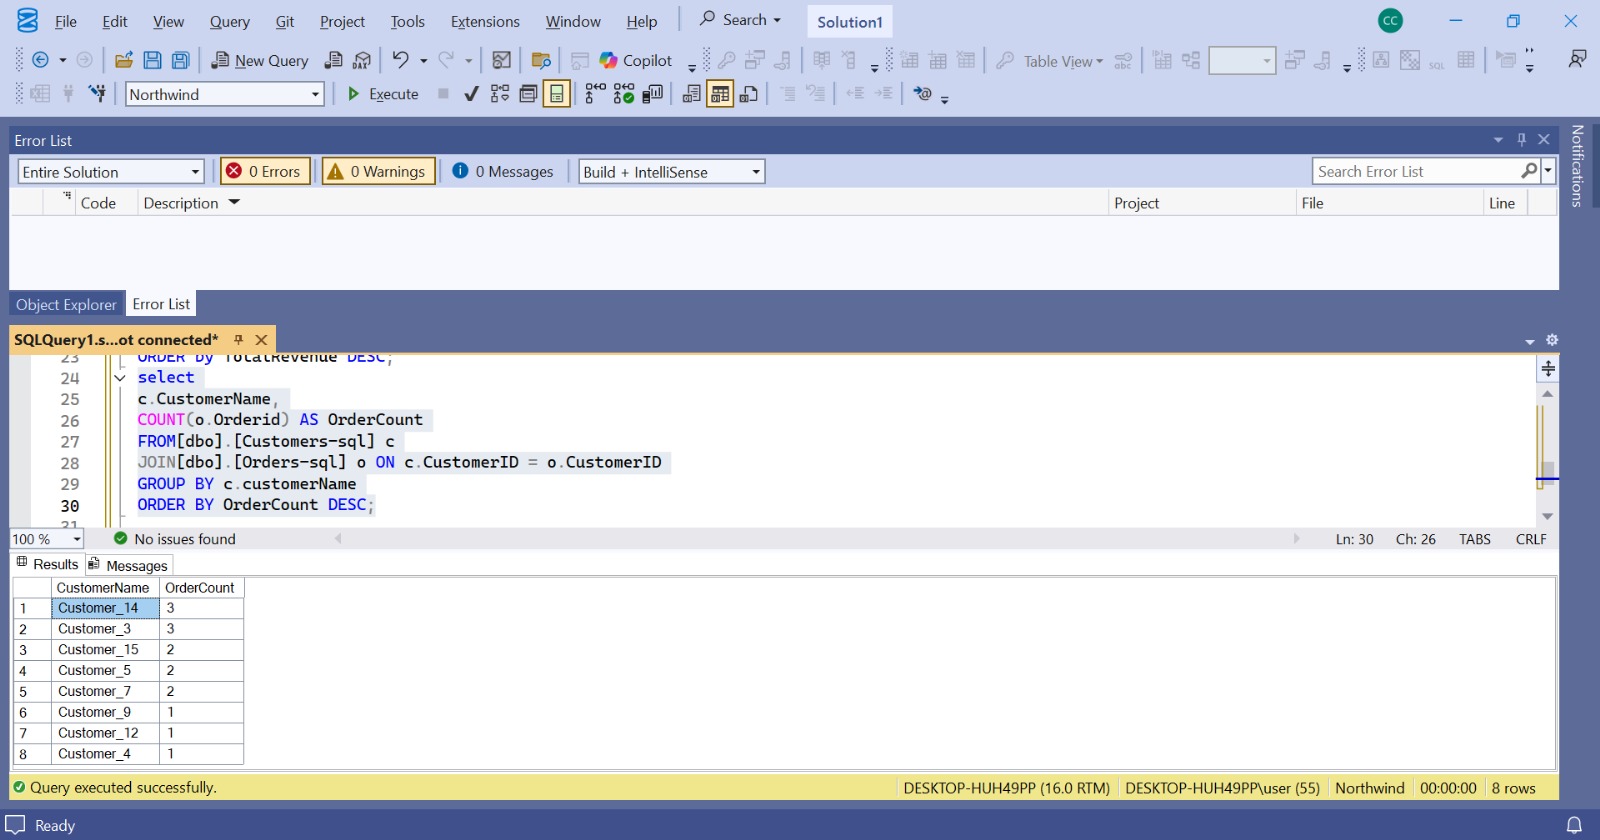 File Edit View Query Git Project Tools Extensions Window Help Search Solution1 CC
New Query DAX Copilot Table View abc SQL
Northwind Execute
Error List
Entire Solution 0 Errors 0 Warnings 0 Messages Build + IntelliSense Search Error List
Code Description Project File Line
Object Explorer Error List
Notifications
SQLQuery1.s...ot connected*
23 ORDER by TotalRevenue DESC;
24 select
25 c.CustomerName,
26 COUNT(o.Orderid) AS OrderCount
27 FROM[dbo].[Customers-sql] c
28 JOIN[dbo].[Orders-sql] o ON c.CustomerID = o.CustomerID
29 GROUP BY c.customerName
30 ORDER BY OrderCount DESC;
31
100 % No issues found Ln: 30 Ch: 26 TABS CRLF
Results Messages
CustomerName OrderCount
1 Customer_14 3
2 Customer_3 3
3 Customer_15 2
4 Customer_5 2
5 Customer_7 2
6 Customer_9 1
7 Customer_12 1
8 Customer_4 1
Query executed successfully. DESKTOP-HUH49PP (16.0 RTM) DESKTOP-HUH49PP\user (55) Northwind 00:00:00 8 rows
Ready